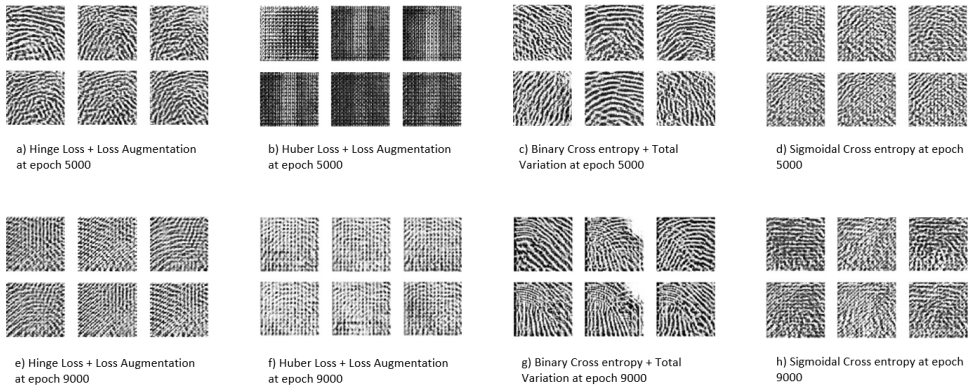 a) Hinge Loss + Loss Augmentation
at epoch 5000
b) Huber Loss + Loss Augmentation
at epoch 5000
c) Binary Cross entropy + Total
Variation at epoch 5000
d) Sigmoidal Cross entropy at epoch
5000
e) Hinge Loss + Loss Augmentation
at epoch 9000
f) Huber Loss + Loss Augmentation
at epoch 9000
g) Binary Cross entropy + Total
Variation at epoch 9000
h) Sigmoidal Cross entropy at epoch
9000